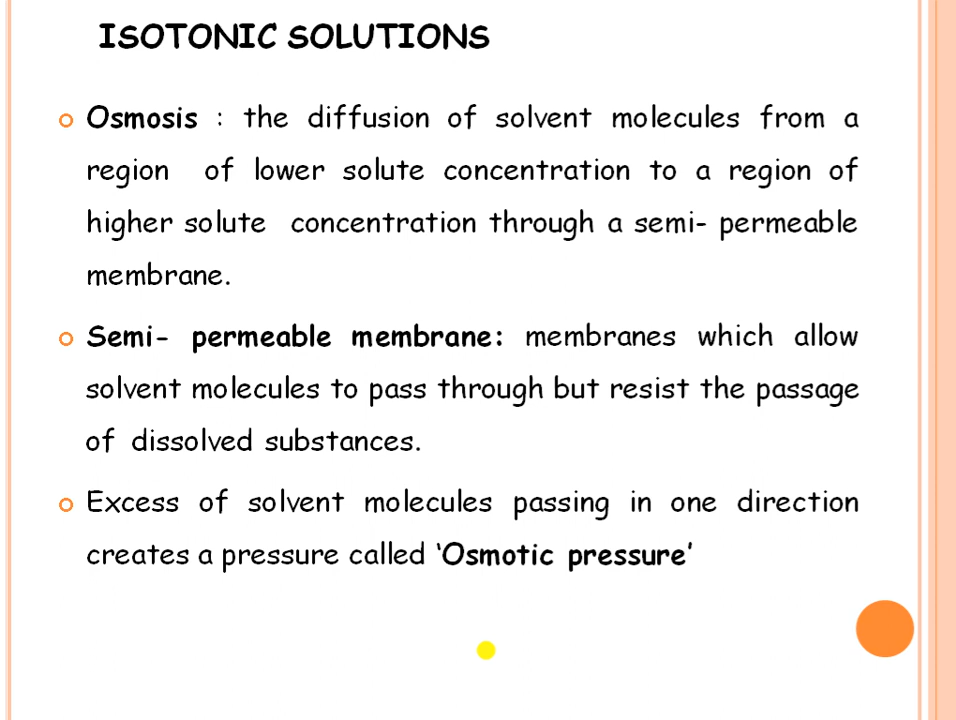 ISOTONIC SOLUTIONS
Osmosis : the diffusion of solvent molecules from a
region of lower solute concentration to a region of
higher solute concentration through a semi- permeable
membrane.
Semi- permeable membrane: membranes which allow
solvent molecules to pass through but resist the passage
of dissolved substances.
Excess of solvent molecules passing in one direction
creates a pressure called ‘Osmotic pressure’